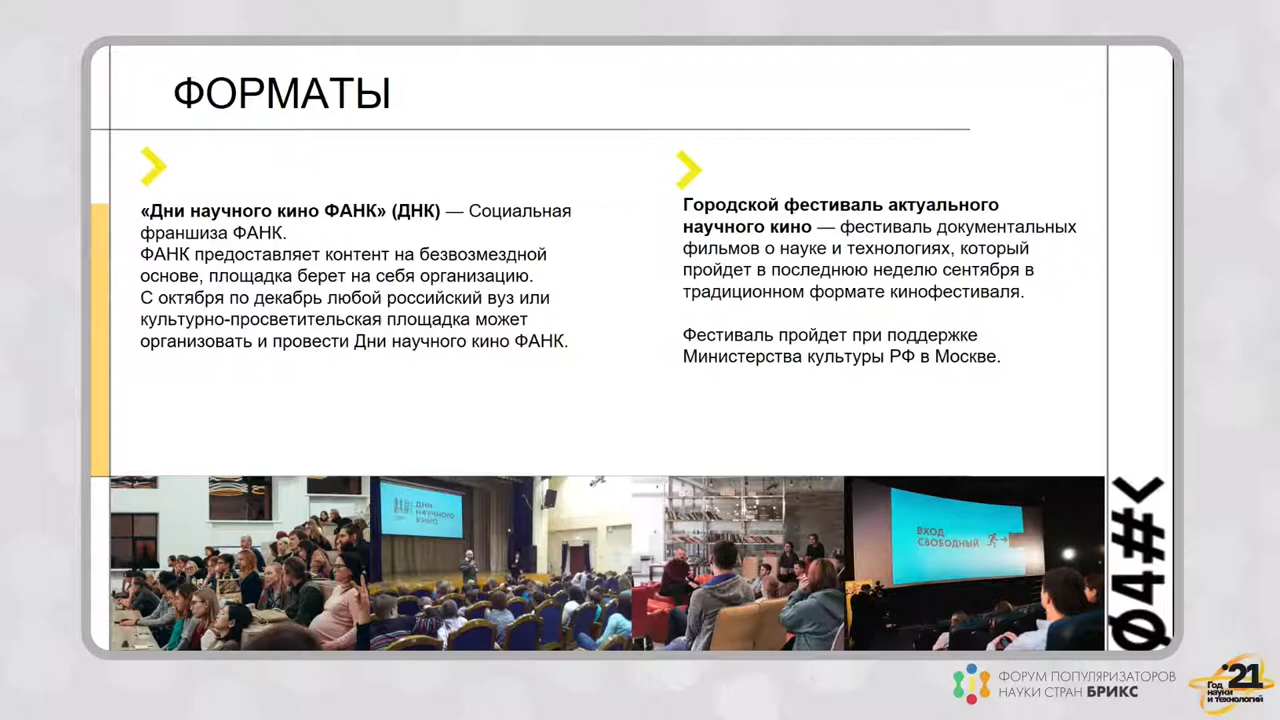 ФОРМАТЫ
«Дни научного кино ФАНК» (ДНК) — Социальная
франшиза ФАНК.
ФАНК предоставляет контент на безвозмездной
основе, площадка берет на себя организацию.
С октября по декабрь любой российский вуз или
культурно-просветительская площадка может
организовать и провести Дни научного кино ФАНК.
Городской фестиваль актуального
научного кино — фестиваль документальных
фильмов о науке и технологиях, который
пройдет в последнюю неделю сентября в
традиционном формате кинофестиваля.
Фестиваль пройдет при поддержке
Министерства культуры РФ в Москве.
ДНИ
НАУЧНОГО
КИНО
ВХОД
СВОБОДНЫЙ
Ф4#К
ФОРУМ ПОПУЛЯРИЗАТОРОВ
НАУКИ СТРАН БРИКС
'21
Год
науки
и технологий